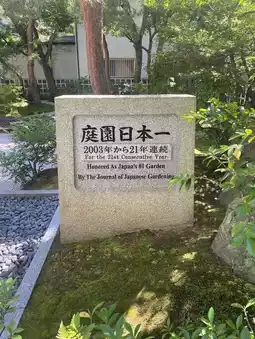 庭園日本一
2003年から21年連続
For the 21st Consecutive Year
Honored As Japan's #1 Garden
By The Journal of Japanese Gardening